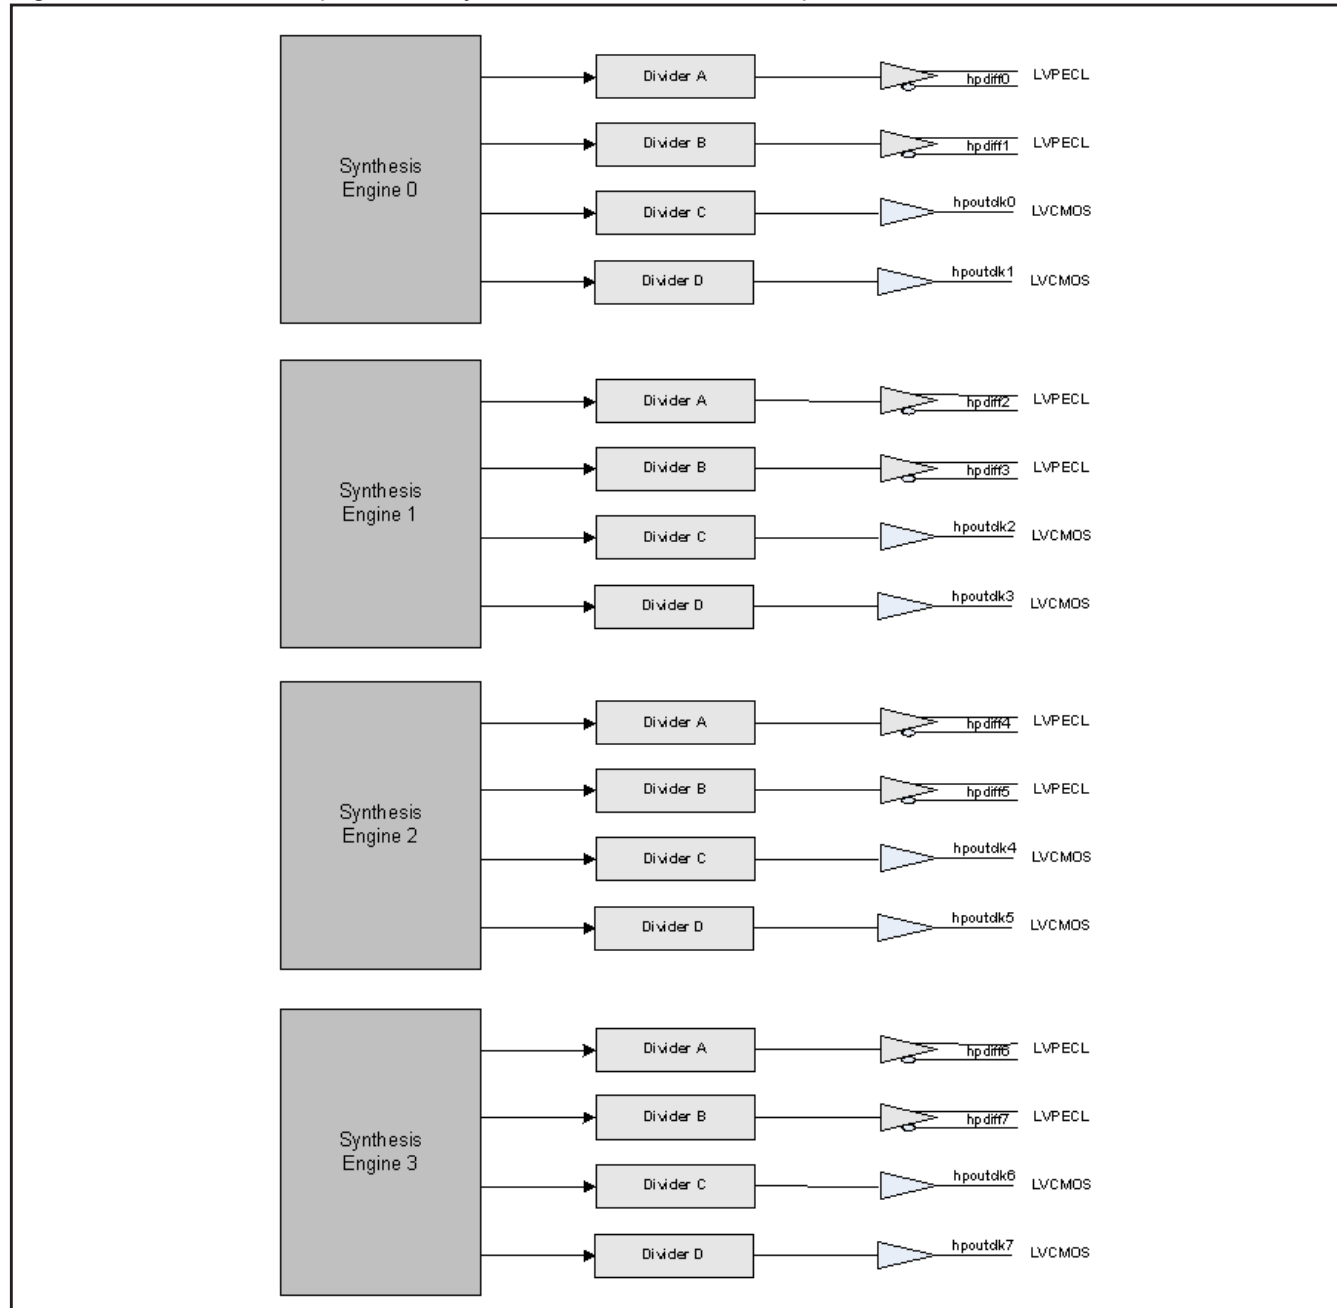 Synthesis
Engine 0
Divider A
hpdiff0
LVPECL
Divider B
hpdiff1
LVPECL
Divider C
hpoutclk0
LVCMOS
Divider D
hpoutclk1
LVCMOS
Synthesis
Engine 1
Divider A
hpdiff2
LVPECL
Divider B
hpdiff3
LVPECL
Divider C
hpoutclk2
LVCMOS
Divider D
hpoutclk3
LVCMOS
Synthesis
Engine 2
Divider A
hpdiff4
LVPECL
Divider B
hpdiff5
LVPECL
Divider C
hpoutclk4
LVCMOS
Divider D
hpoutclk5
LVCMOS
Synthesis
Engine 3
Divider A
hpdiff6
LVPECL
Divider B
hpdiff7
LVPECL
Divider C
hpoutclk6
LVCMOS
Divider D
hpoutclk7
LVCMOS